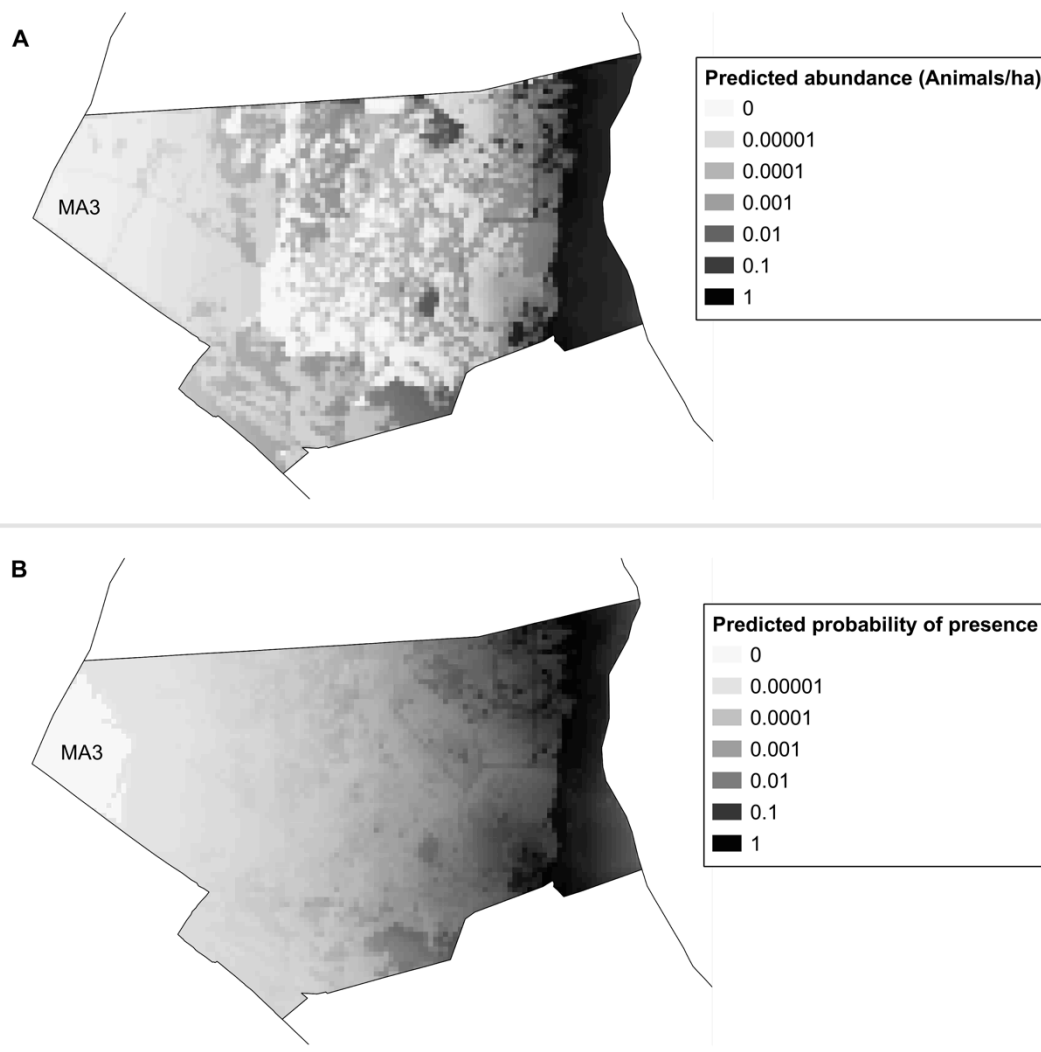 A
Predicted abundance (Animals/ha)
0
0.00001
0.0001
0.001
0.01
0.1
1
MA3
B
Predicted probability of presence
0
0.00001
0.0001
0.001
0.01
0.1
1
MA3